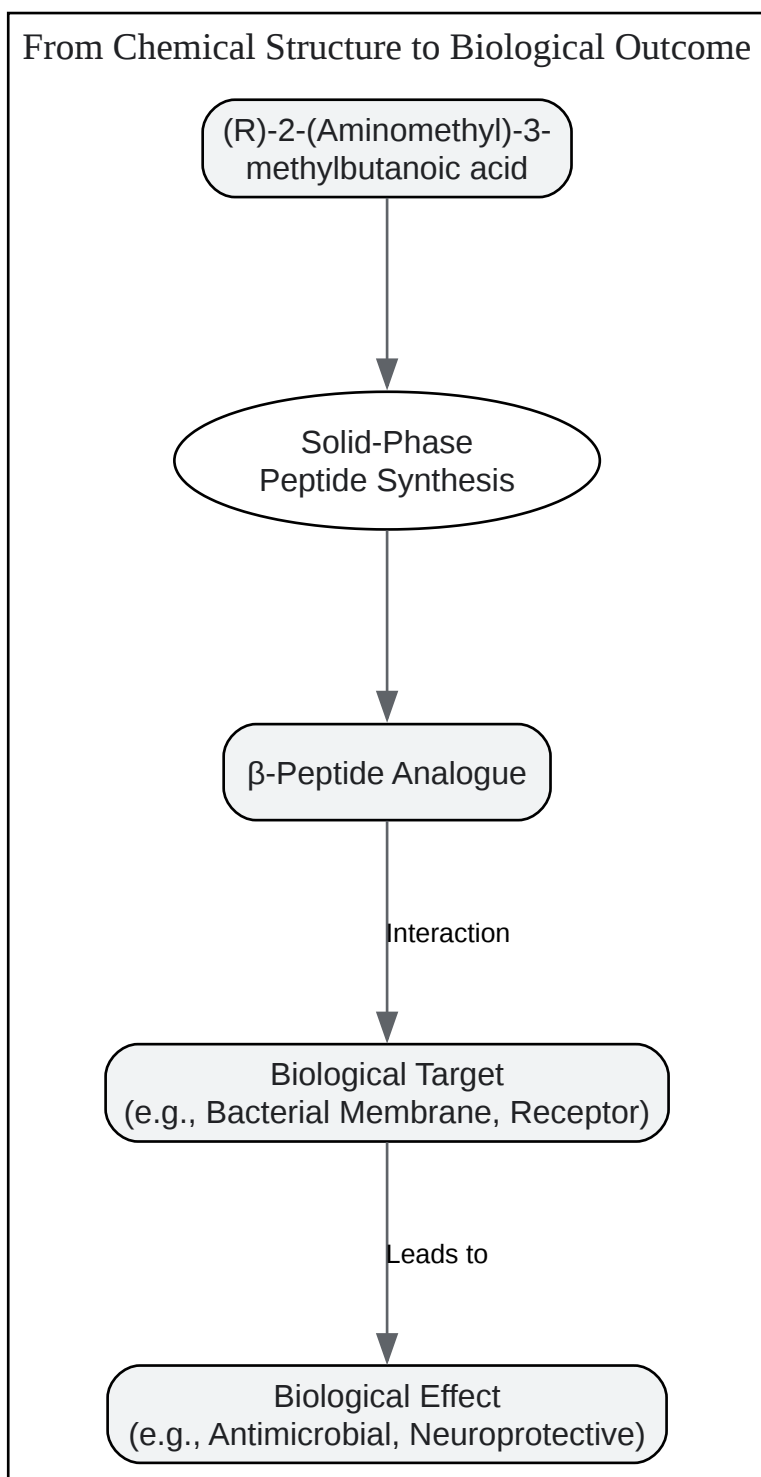 From Chemical Structure to Biological Outcome
(R)-2-(Aminomethyl)-3-
methylbutanoic acid
Solid-Phase
Peptide Synthesis
β-Peptide Analogue
Interaction
Biological Target
(e.g., Bacterial Membrane, Receptor)
Leads to
Biological Effect
(e.g., Antimicrobial, Neuroprotective)